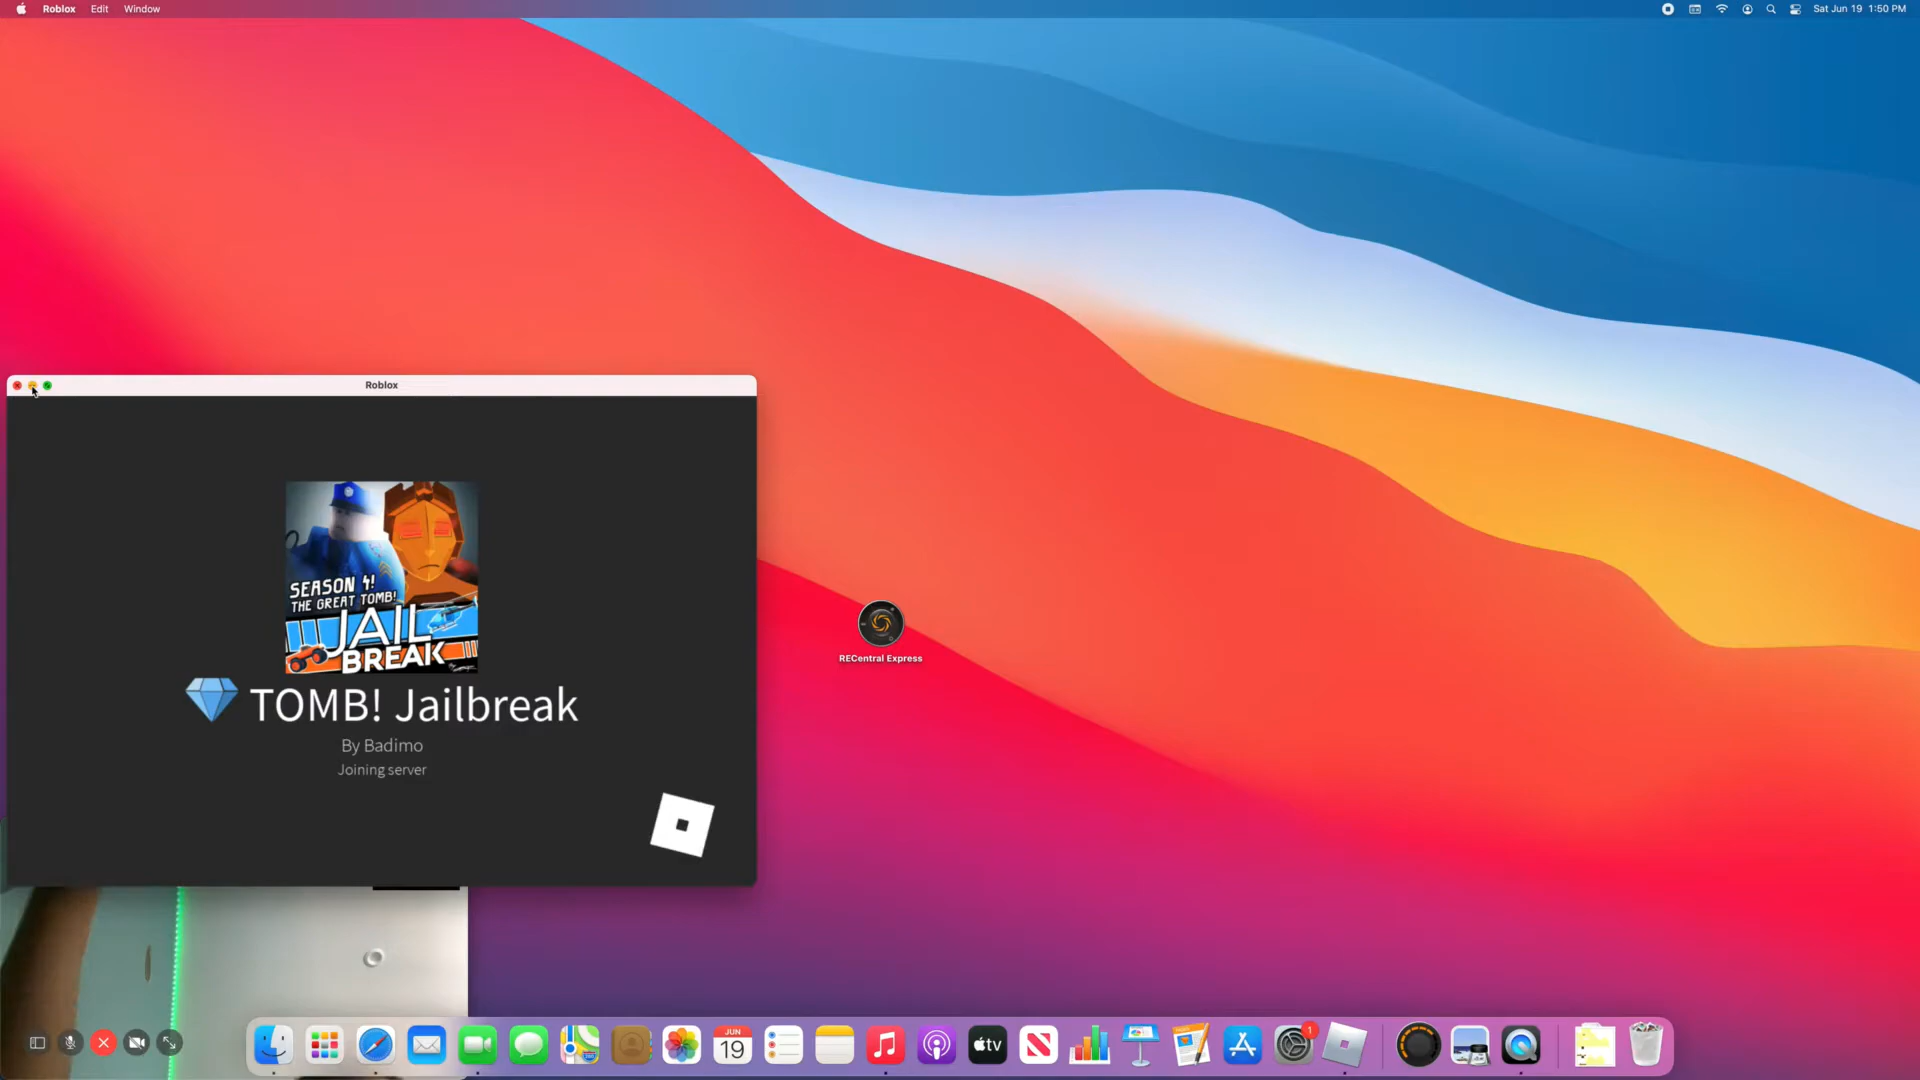 Roblox Edit Window
Sat Jun 19 1:50 PM
Roblox
SEASON 4!
THE GREAT TOMB!
JAIL
BREAK
TOMB! Jailbreak
By Badimo
Joining server
RECentral Express
JUN
19
tv
1